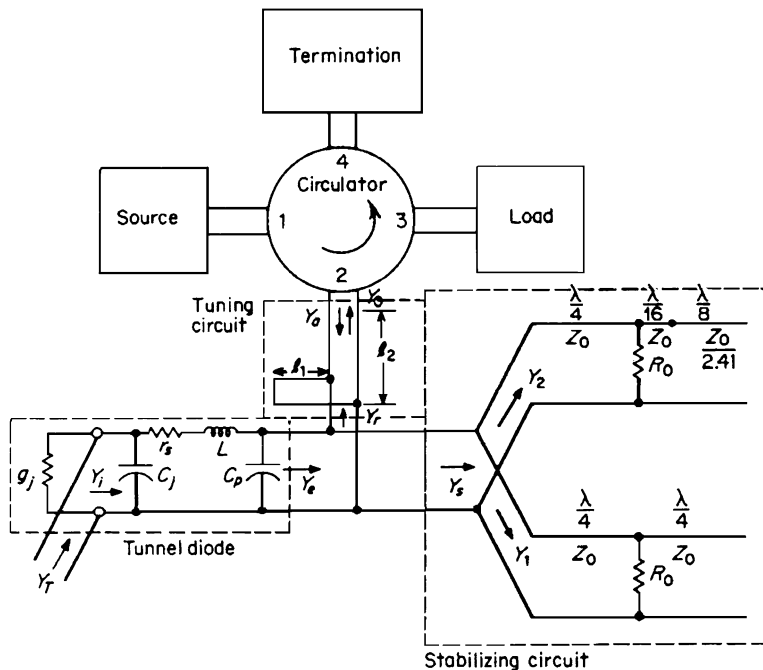 Termination
4
Circulator
Source
1
3
Load
2
Tuning circuit
Y₀
Yₐ
ℓ₁
ℓ₂
Yᵣ
gⱼ
Yᵢ
Cⱼ
rₛ
L
Cₚ
Yₑ
Y_T
Tunnel diode
Yₛ
Y₂
Y₁
λ/4
Z₀
λ/16
Z₀
λ/8
Z₀/2.41
R₀
λ/4
Z₀
λ/4
Z₀
R₀
Stabilizing circuit